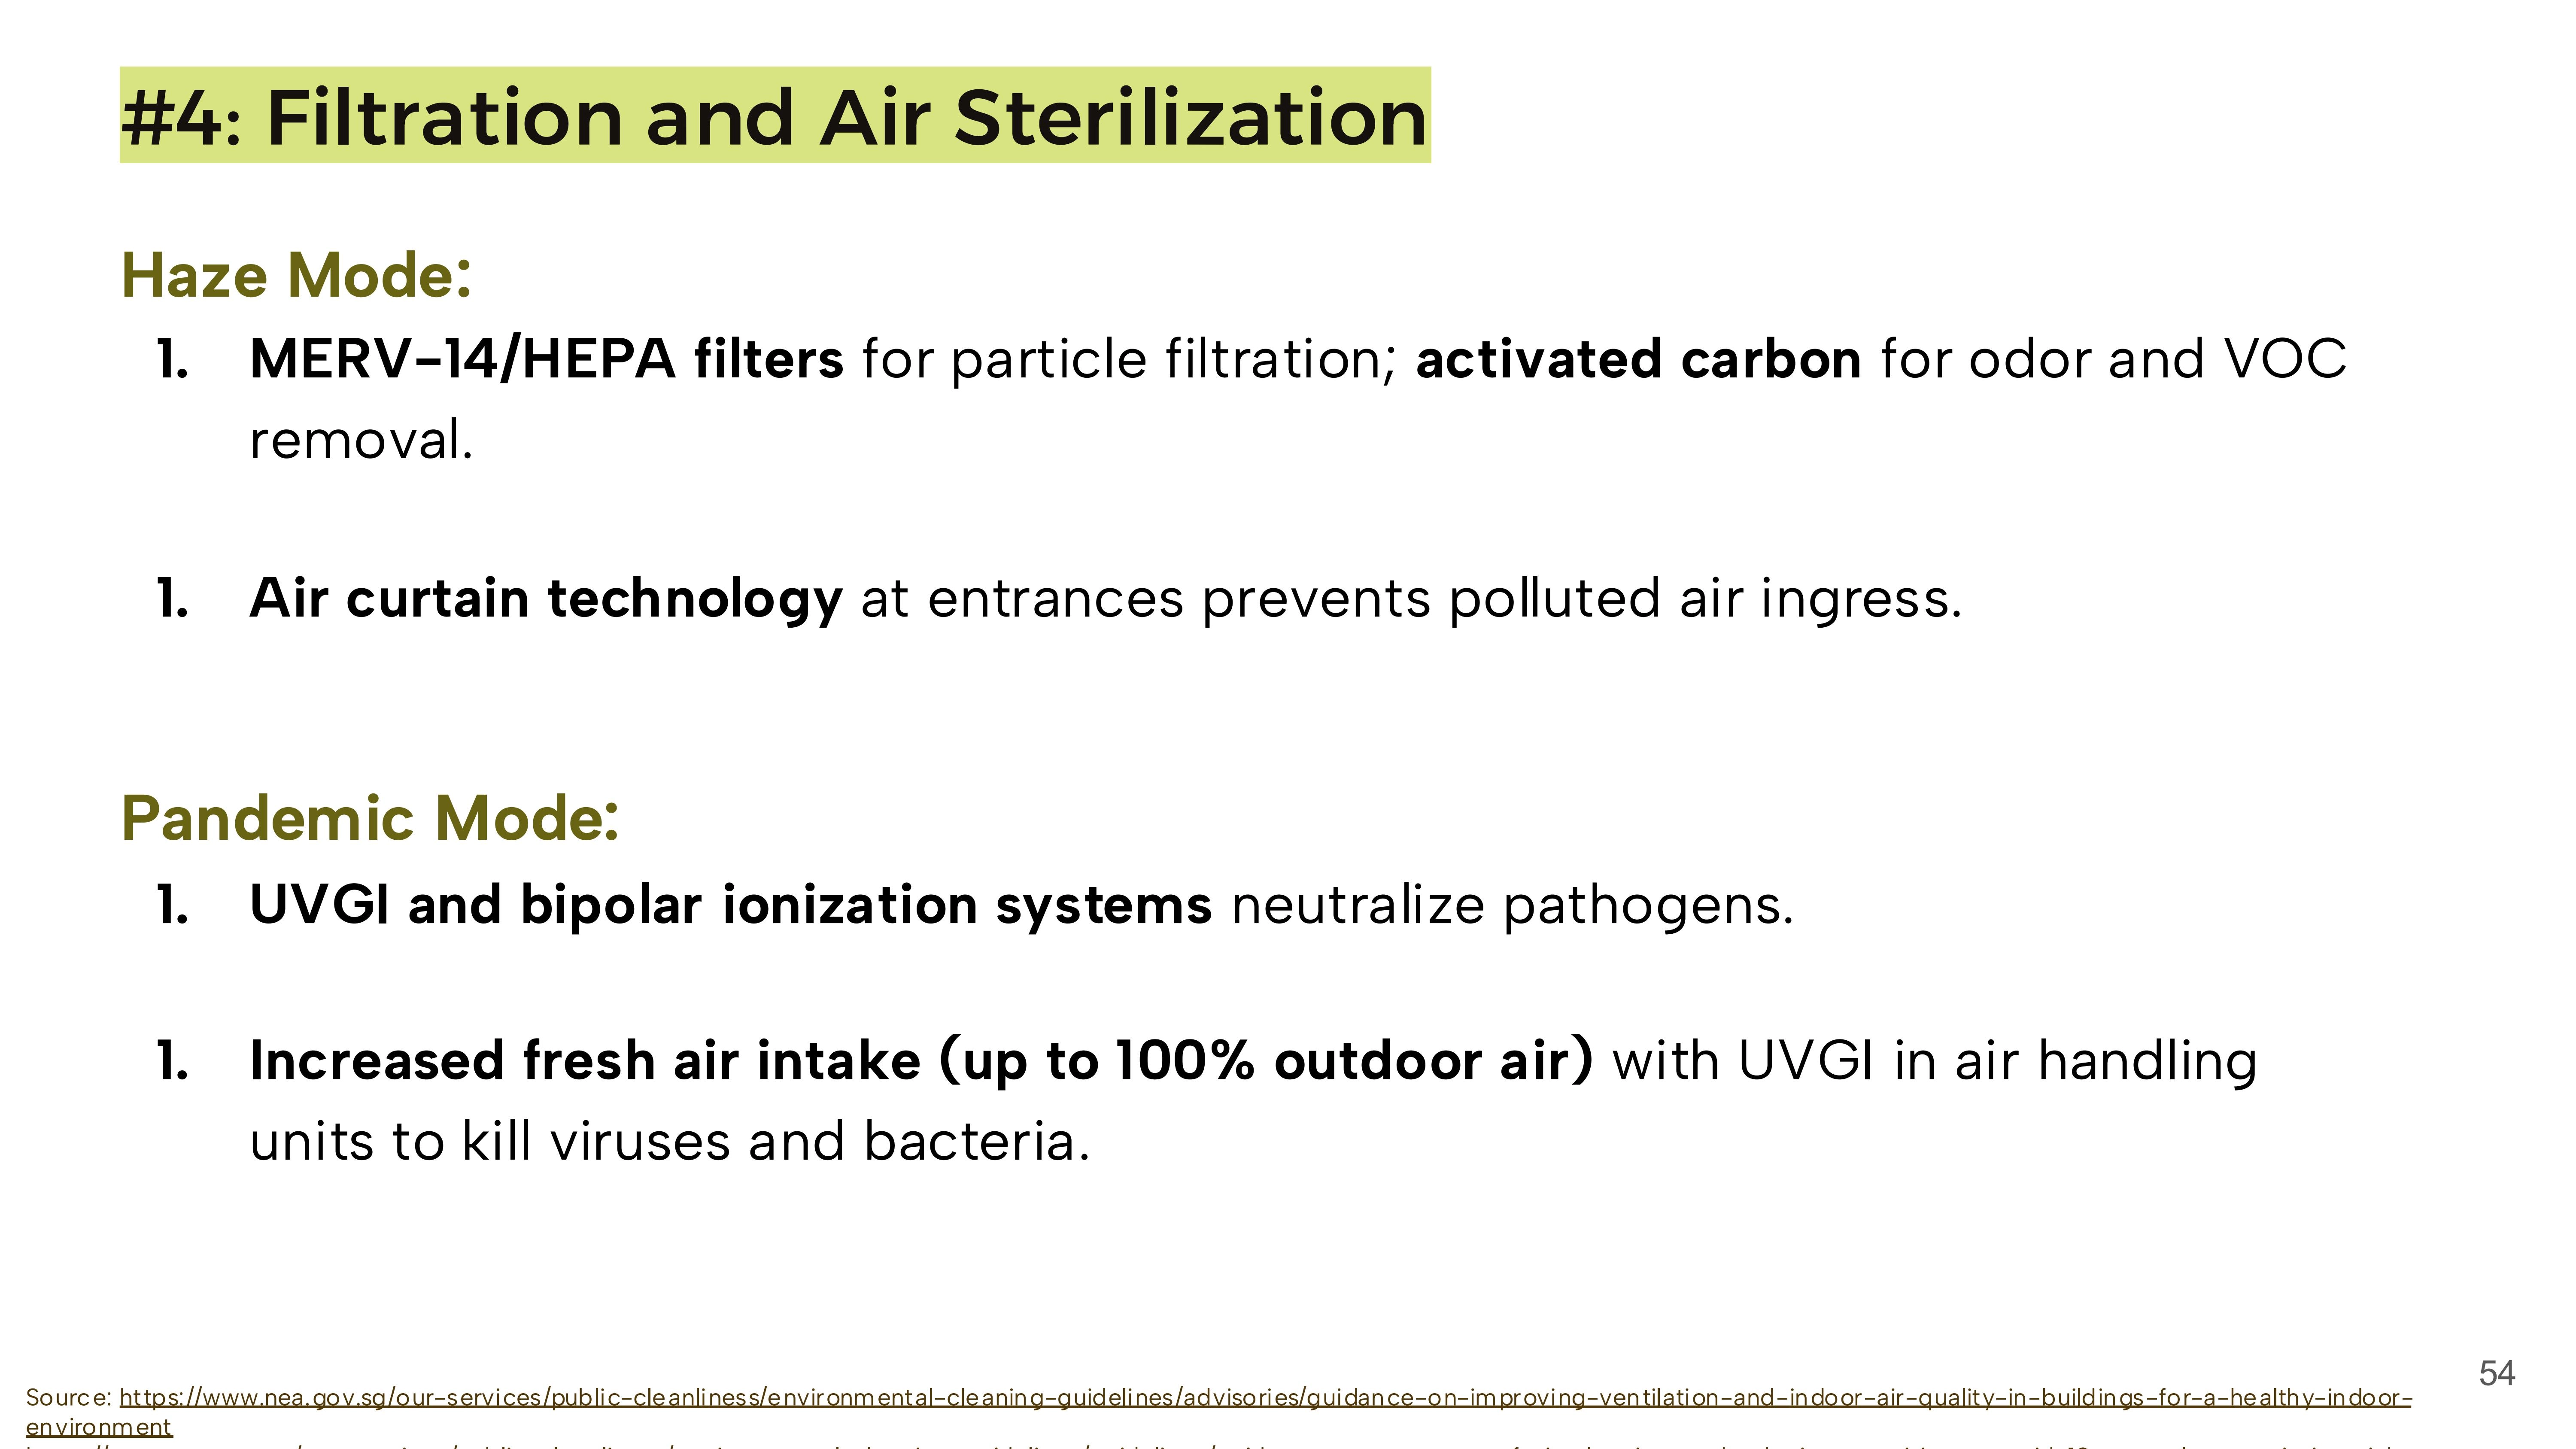 #4: Filtration and Air Sterilization
Haze Mode:
1. MERV-14/HEPA filters for particle filtration; activated carbon for odor and VOC
removal.
1. Air curtain technology at entrances prevents polluted air ingress.
Pandemic Mode:
1. UVGI and bipolar ionization systems neutralize pathogens.
1. Increased fresh air intake (up to 100% outdoor air) with UVGI in air handling
units to kill viruses and bacteria.
54
Source: https://www.nea.gov.sg/our-services/public-cleanliness/environmental-cleaning-guidelines/advisories/guidance-on-improving-ventilation-and-indoor-air-quality-in-buildings-for-a-healthy-indoor-
environment